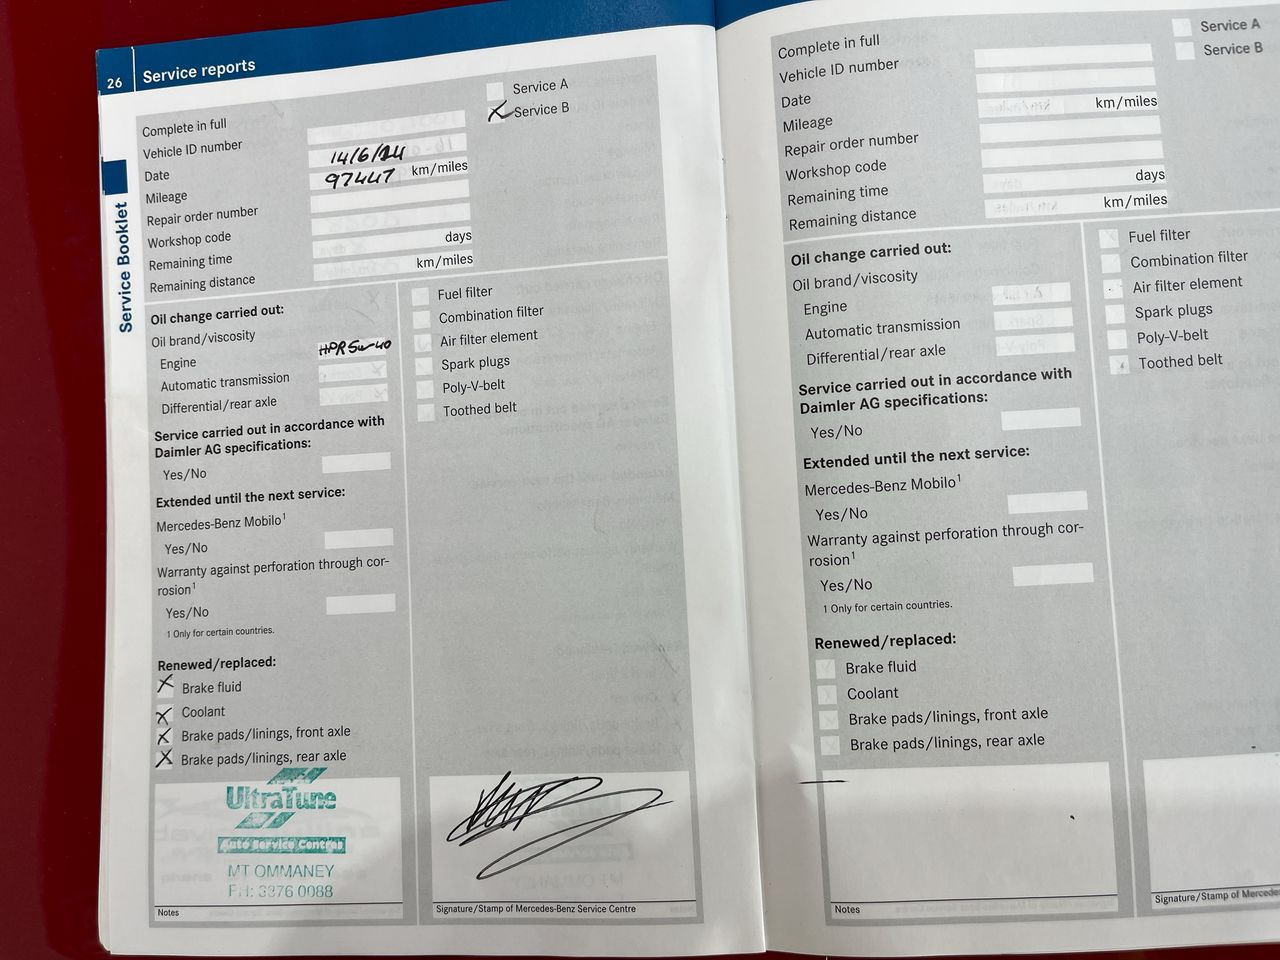 26 Service reports
Service A
Service B
Complete in full
Vehicle ID number
Date 14/6/24
Mileage 97447 km/miles
Repair order number
Workshop code
Remaining time days
Remaining distance km/miles
Service Booklet
Oil change carried out:
Oil brand/viscosity
Engine HPR 5w-40
Automatic transmission
Differential/rear axle
Service carried out in accordance with
Daimler AG specifications:
Yes/No
Extended until the next service:
Mercedes-Benz Mobilo1
Yes/No
Warranty against perforation through cor-
rosion1
Yes/No
1 Only for certain countries.
Renewed/replaced:
Brake fluid
Coolant
Brake pads/linings, front axle
Brake pads/linings, rear axle
UltraTune
Auto Service Centres
MT OMMANEY
PH: 3376 0088
Notes
Fuel filter
Combination filter
Air filter element
Spark plugs
Poly-V-belt
Toothed belt
Signature/Stamp of Mercedes-Benz Service Centre
Service A
Service B
Complete in full
Vehicle ID number
Date
Mileage km/miles
Repair order number
Workshop code
Remaining time days
Remaining distance km/miles
Oil change carried out:
Oil brand/viscosity
Engine
Automatic transmission
Differential/rear axle
Service carried out in accordance with
Daimler AG specifications:
Yes/No
Extended until the next service:
Mercedes-Benz Mobilo1
Yes/No
Warranty against perforation through cor-
rosion1
Yes/No
1 Only for certain countries.
Renewed/replaced:
Brake fluid
Coolant
Brake pads/linings, front axle
Brake pads/linings, rear axle
Notes
Fuel filter
Combination filter
Air filter element
Spark plugs
Poly-V-belt
Toothed belt
Signature/Stamp of Mercedes